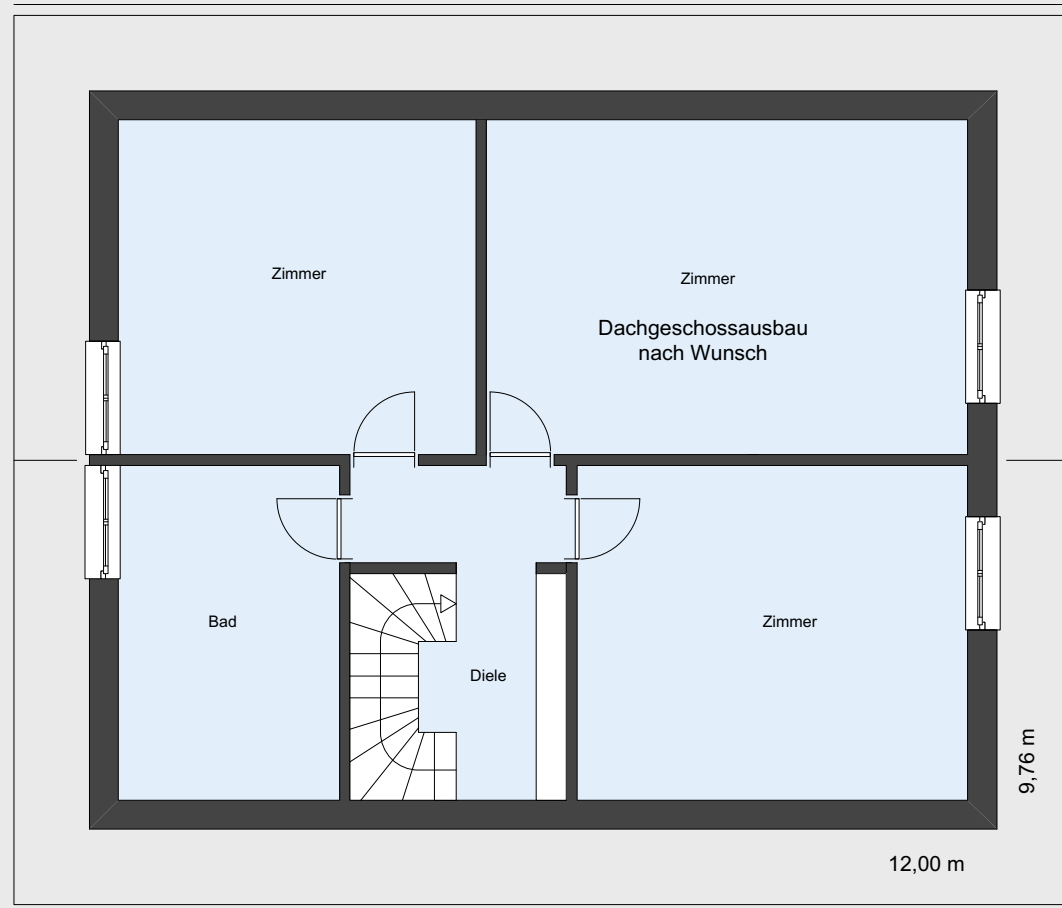 Zimmer
Zimmer
Dachgeschossausbau
nach Wunsch
Bad
Zimmer
Diele
9,76 m
12,00 m